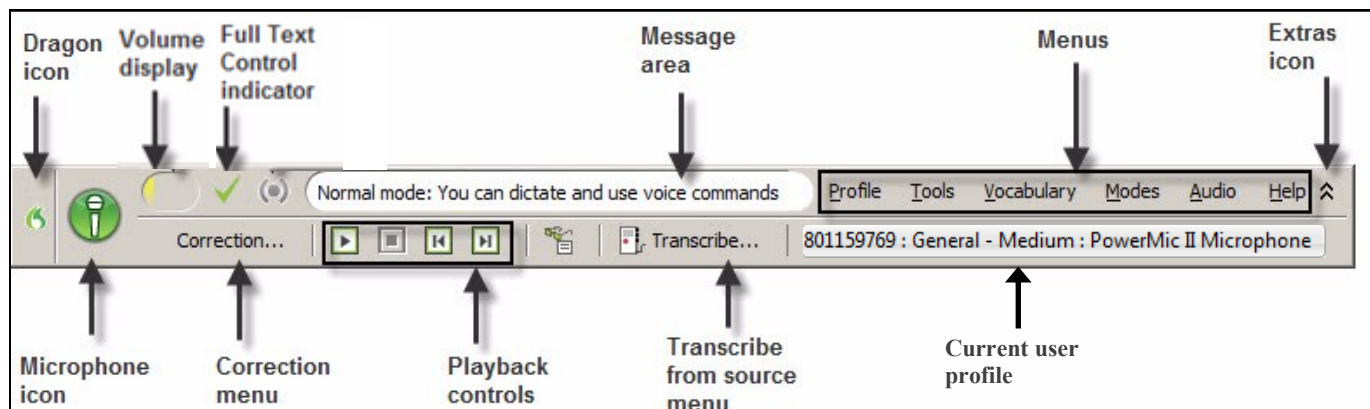 Dragon
icon
Volume
display
Full Text
Control
indicator
Message
area
Menus
Extras
icon
Normal mode: You can dictate and use voice commands
Profile Tools Vocabulary Modes Audio Help
Correction...
Transcribe...
801159769 : General - Medium : PowerMic II Microphone
Microphone
icon
Correction
menu
Playback
controls
Transcribe
from source
menu
Current user
profile